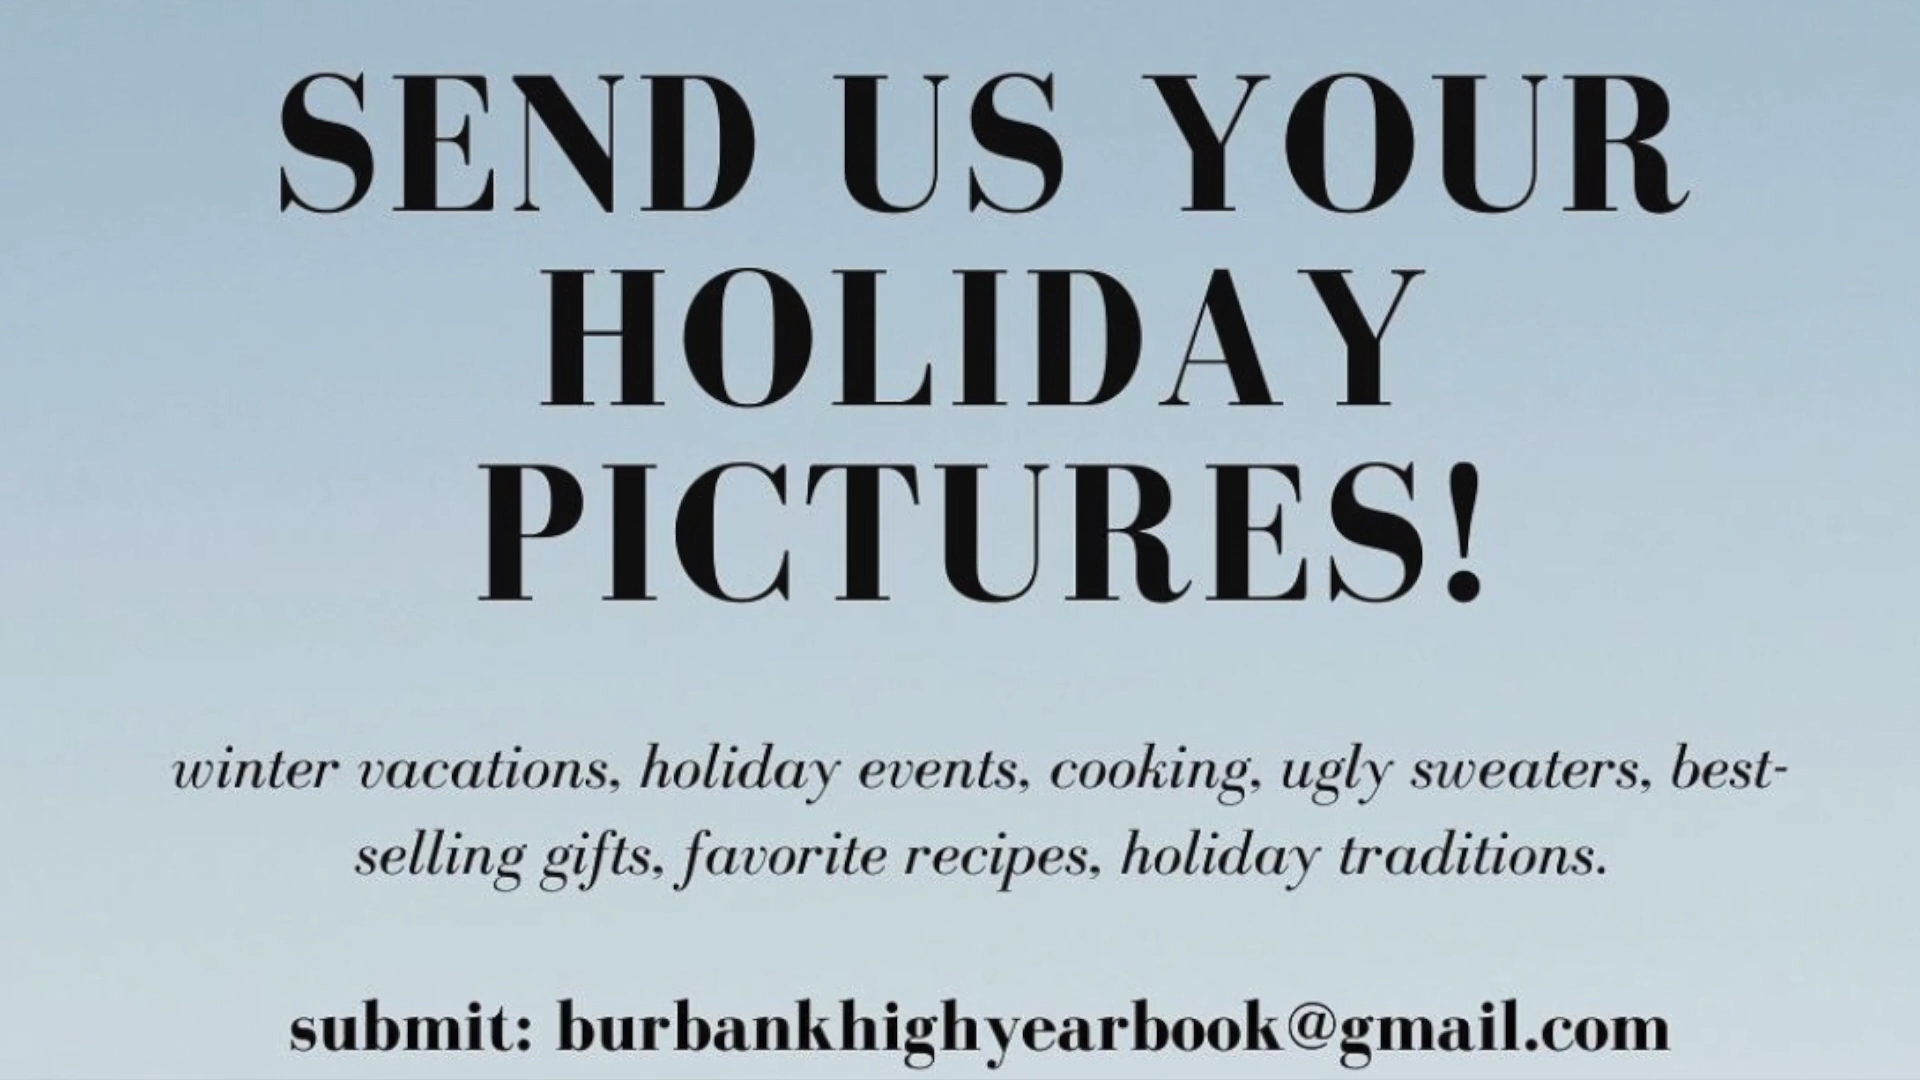 SEND US YOUR
HOLIDAY
PICTURES!
winter vacations, holiday events, cooking, ugly sweaters, best-
selling gifts, favorite recipes, holiday traditions.
submit: burbankhighyearbook@gmail.com